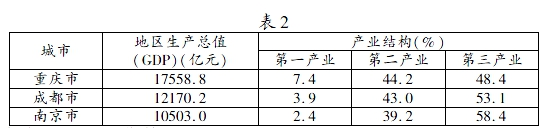 表2
城市 地区生产总值(GDP)(亿元) 产业结构(%)
第一产业 第二产业 第三产业
重庆市 17558.8 7.4 44.2 48.4
成都市 12170.2 3.9 43.0 53.1
南京市 10503.0 2.4 39.2 58.4